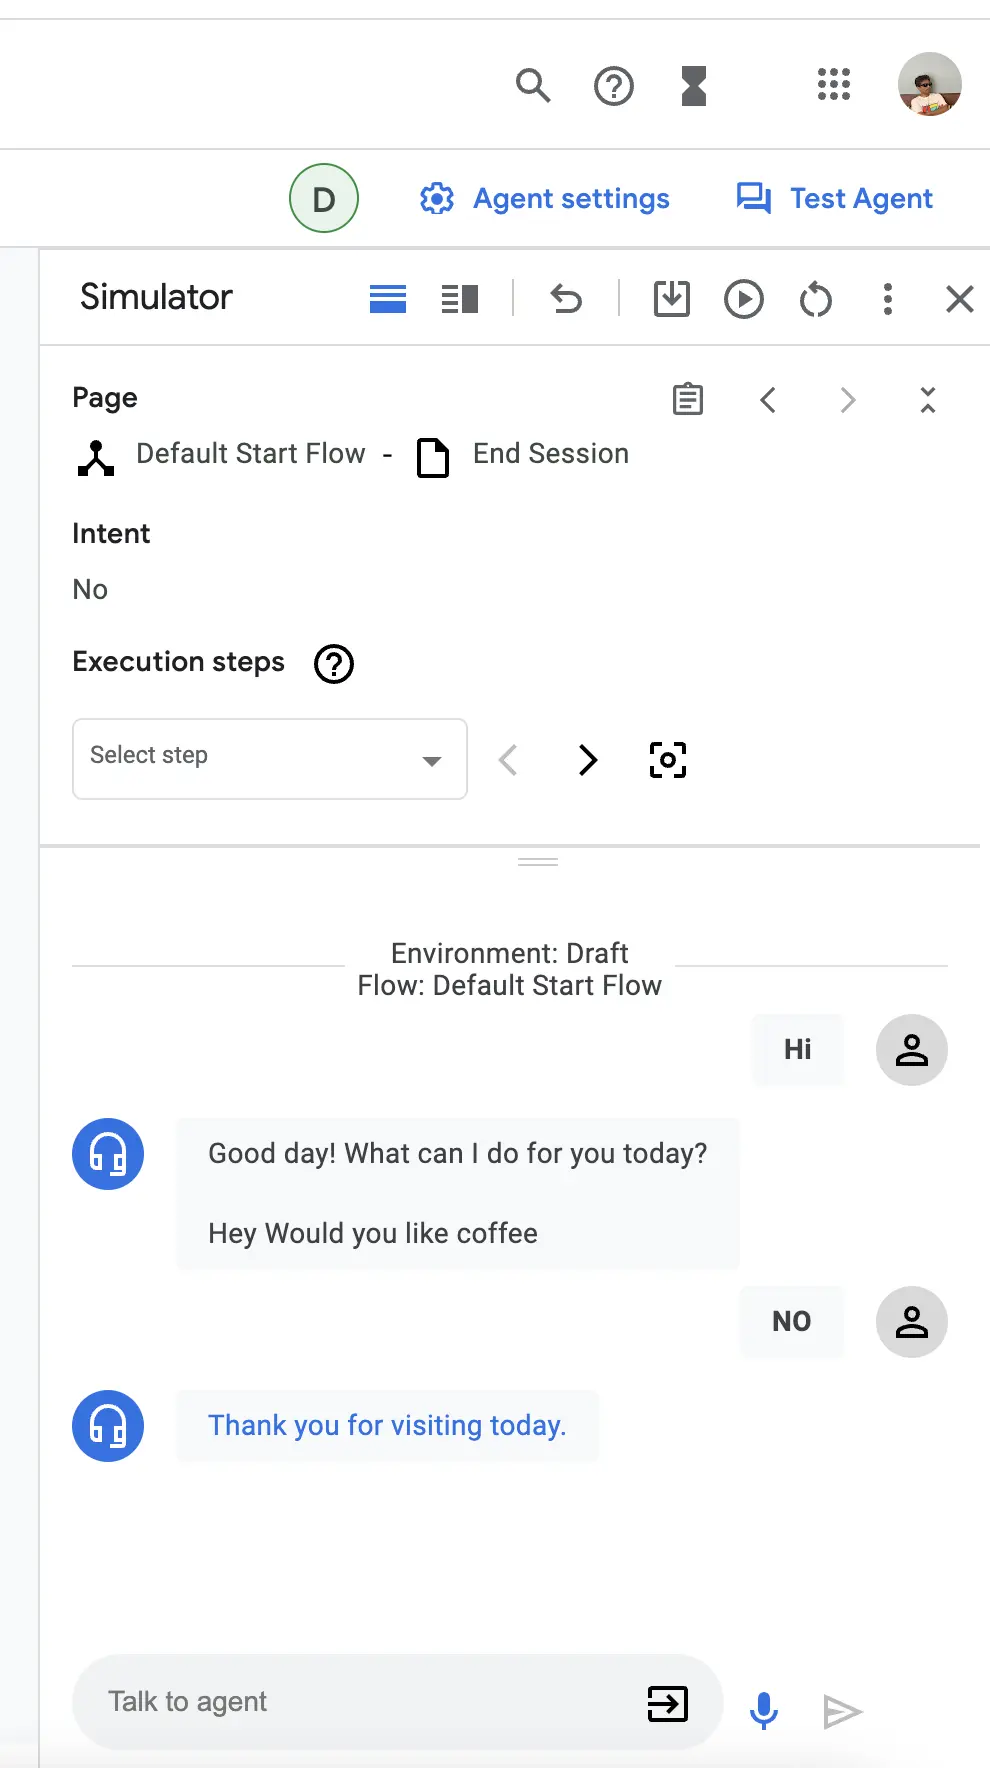 D
Agent settings
Test Agent
Simulator
Page
Default Start Flow - End Session
Intent
No
Execution steps
Select step
Environment: Draft
Flow: Default Start Flow
Hi
Good day! What can I do for you today?
Hey Would you like coffee
NO
Thank you for visiting today.
Talk to agent